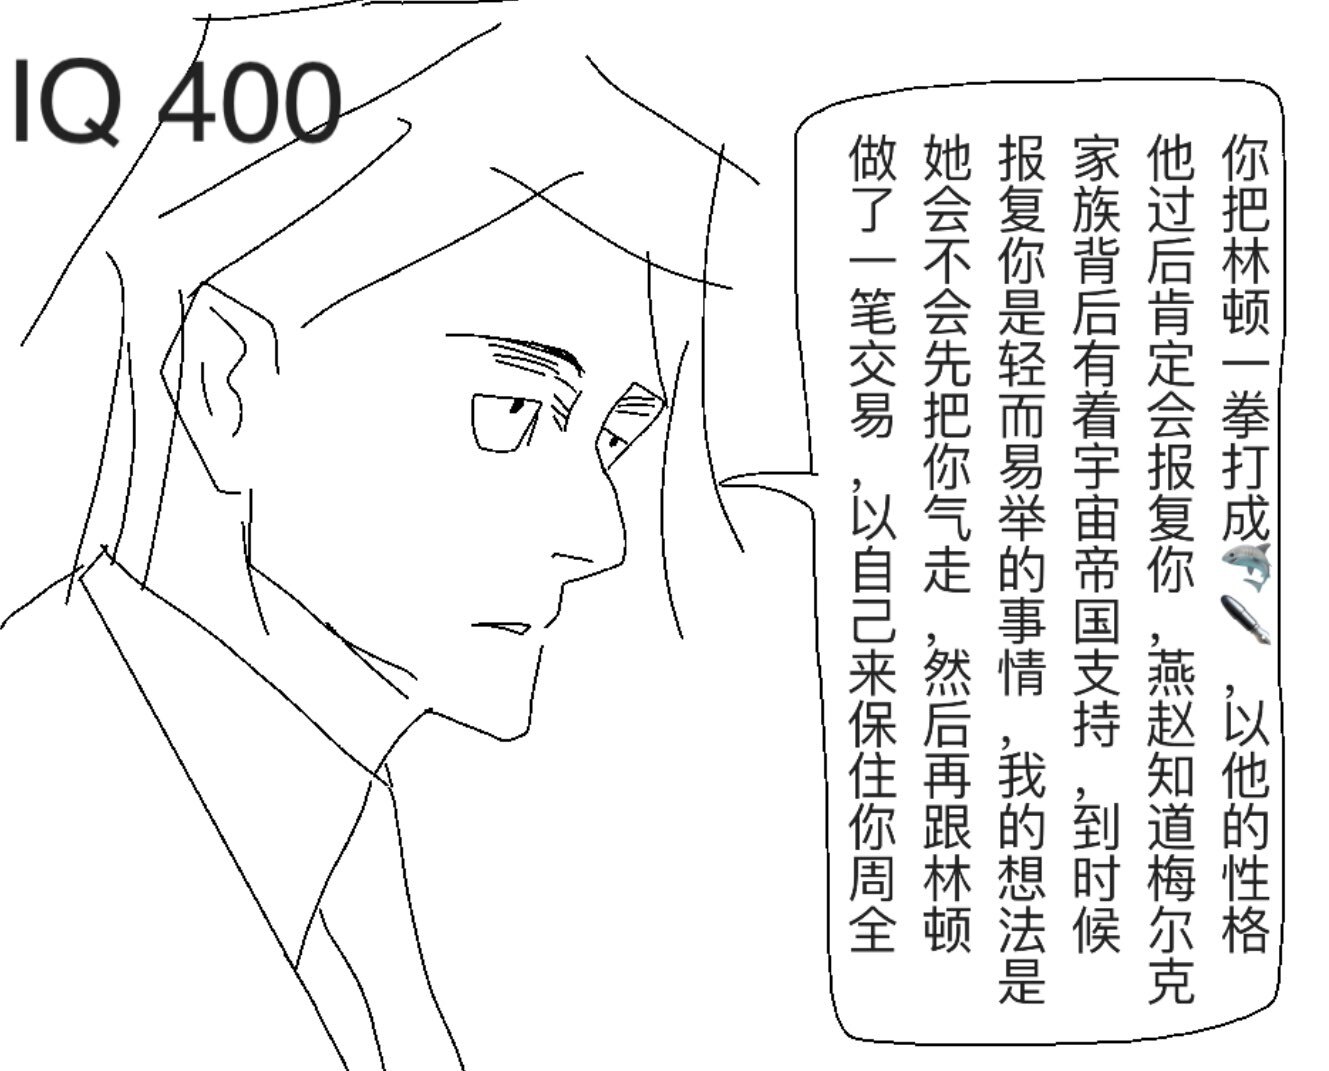 IQ 400
你把林顿一拳打成🦈🖋️，以他的性格
他过后肯定会报复你，燕赵知道梅尔克
家族背后有着宇宙帝国支持，到时候
报复你是轻而易举的事情，我的想法是
她会不会先把你气走，然后再跟林顿
做了一笔交易，以自己来保住你周全